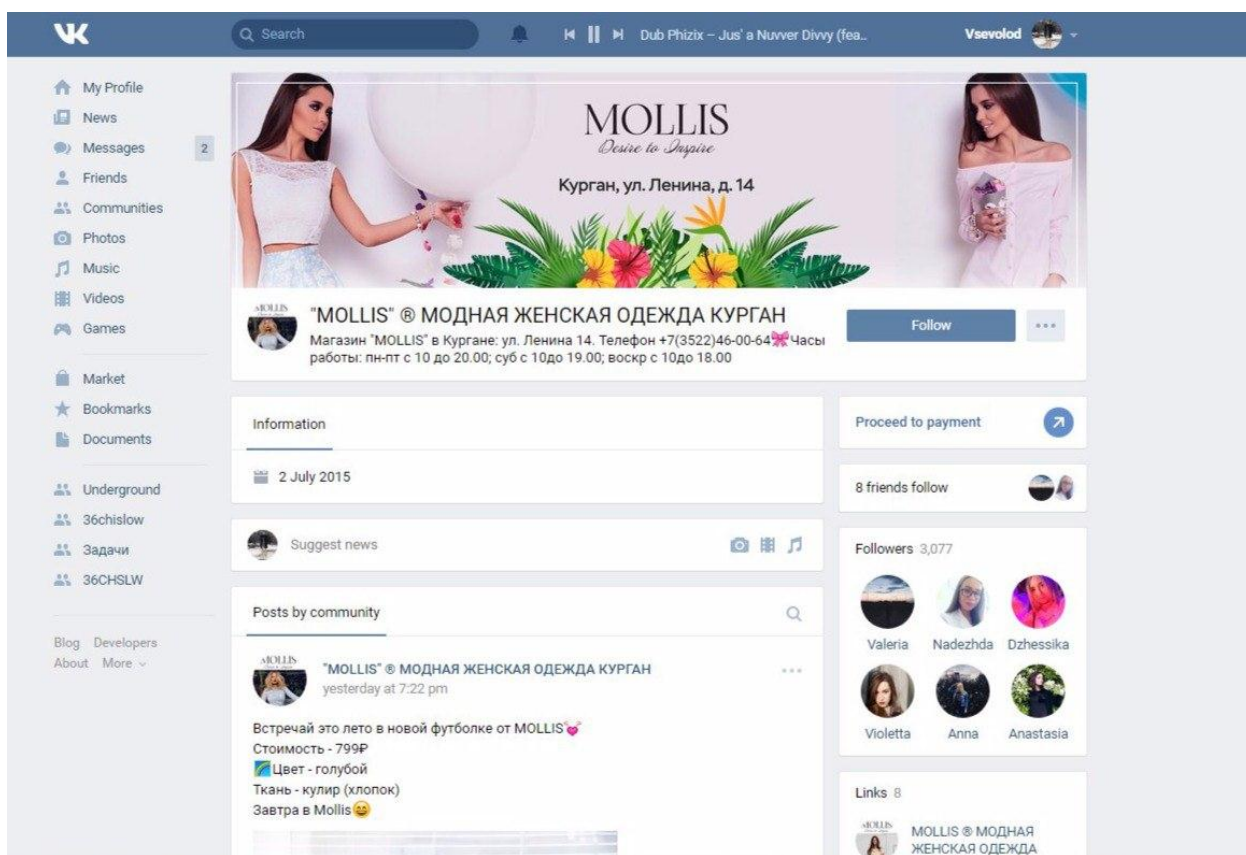 Search
Dub Phizix – Jus' a Nuvver Divvy (fea..
Vsevolod
My Profile
News
Messages 2
Friends
Communities
Photos
Music
Videos
Games
Market
Bookmarks
Documents
Underground
36chislow
Задачи
36CHSLW
Blog Developers
About More
MOLLIS
Desire to Inspire
Курган, ул. Ленина, д. 14
MOLLIS
"MOLLIS" ® МОДНАЯ ЖЕНСКАЯ ОДЕЖДА КУРГАН
Магазин "MOLLIS" в Кургане: ул. Ленина 14. Телефон +7(3522)46-00-64🎀Часы
работы: пн-пт с 10 до 20.00; суб с 10до 19.00; воскр с 10до 18.00
Follow
Information
2 July 2015
Suggest news
Posts by community
MOLLIS
"MOLLIS" ® МОДНАЯ ЖЕНСКАЯ ОДЕЖДА КУРГАН
yesterday at 7:22 pm
Встречай это лето в новой футболке от MOLLIS💓
Стоимость - 799₽
🌈Цвет - голубой
Ткань - кулир (хлопок)
Завтра в Mollis😄
Proceed to payment
8 friends follow
Followers 3,077
Valeria Nadezhda Dzhessika
Violetta Anna Anastasia
Links 8
MOLLIS
MOLLIS ® МОДНАЯ
ЖЕНСКАЯ ОДЕЖДА